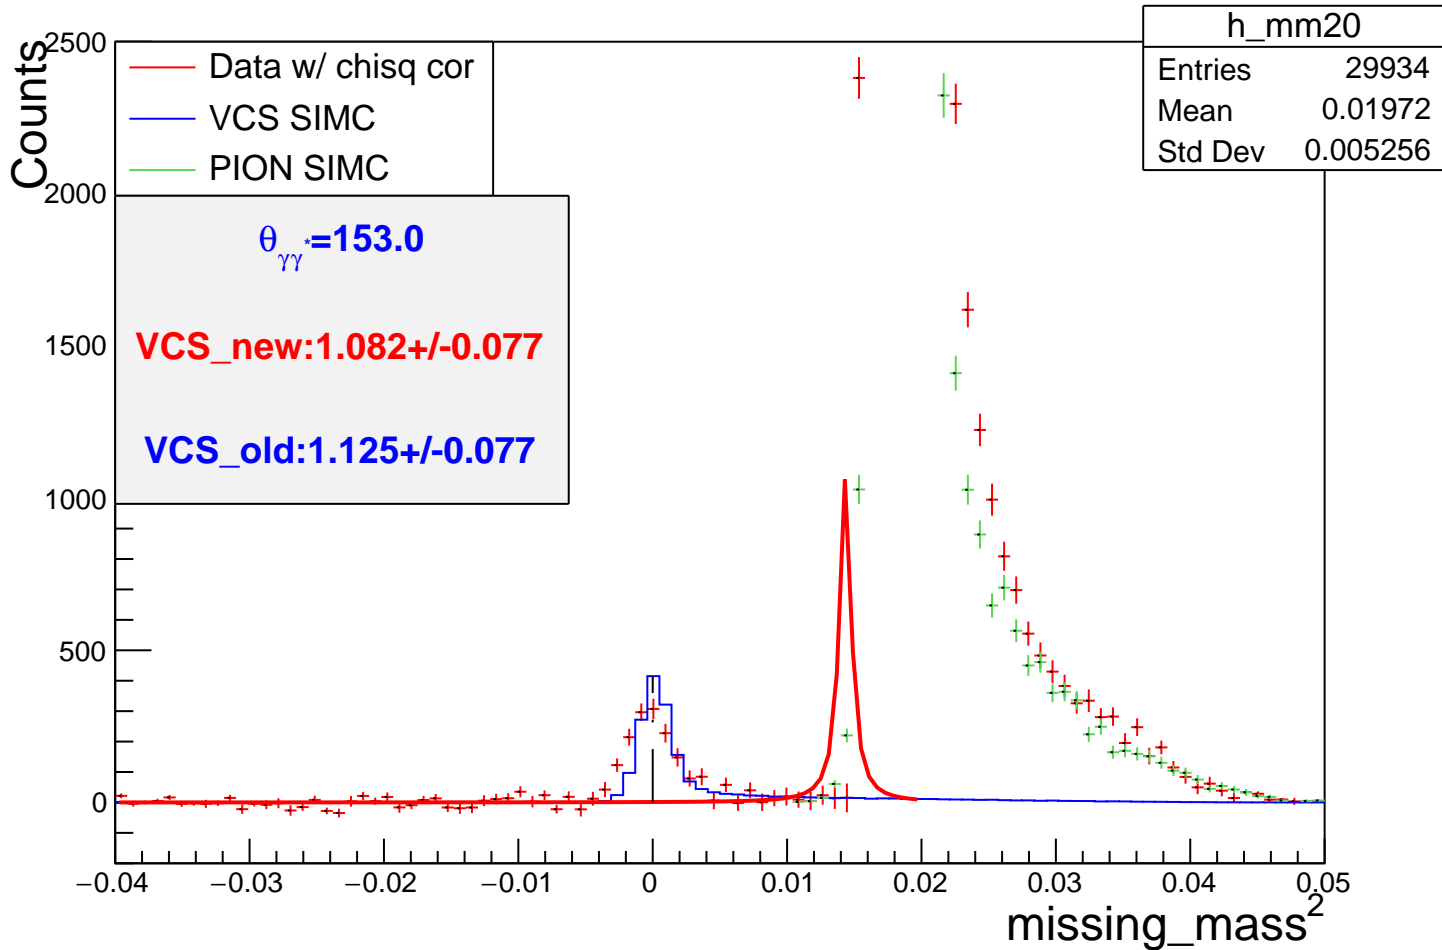 h_mm20
Entries 29934
Mean 0.01972
Std Dev 0.005256
Data w/ chisq cor
VCS SIMC
PION SIMC
θγγ*=153.0
VCS_new:1.082+/-0.077
VCS_old:1.125+/-0.077
Counts
2500
2000
1500
1000
500
0
−0.04 −0.03 −0.02 −0.01 0 0.01 0.02 0.03 0.04 0.05
missing_mass²